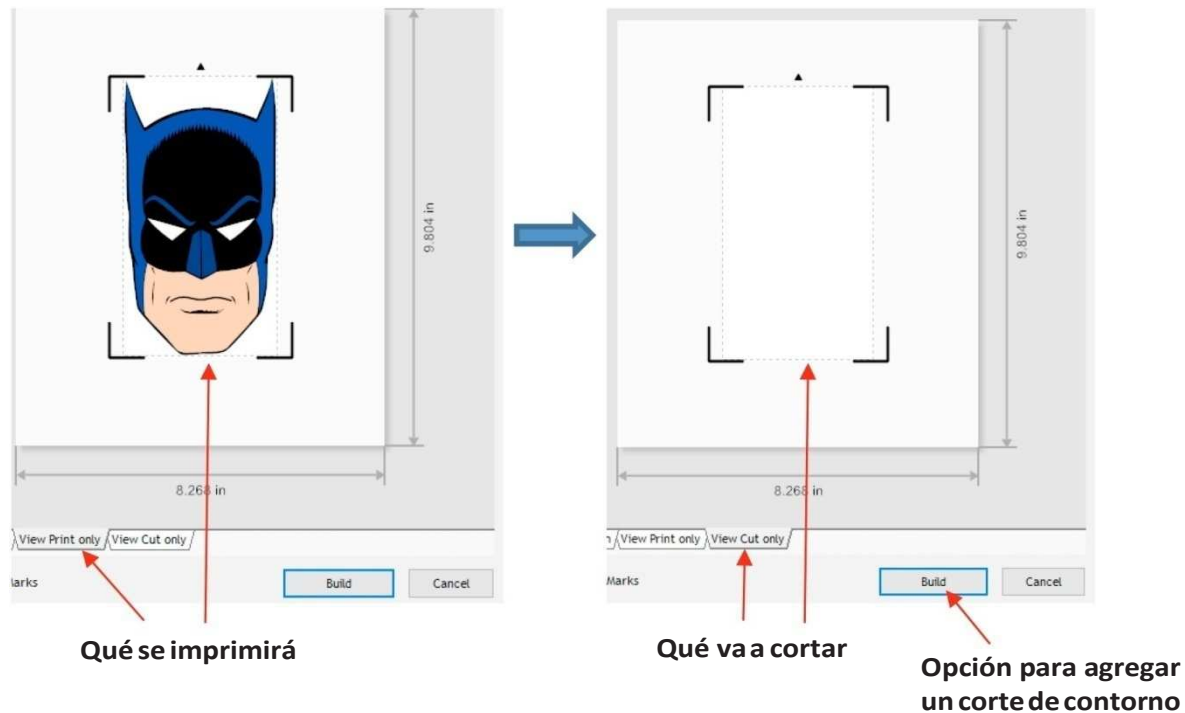 9.804 in
8.268 in
View Print only View Cut only
larks
Build
Cancel
Qué se imprimirá
9.804 in
8.268 in
n View Print only View Cut only
Marks
Build
Cancel
Qué va a cortar
Opción para agregar
un corte de contorno